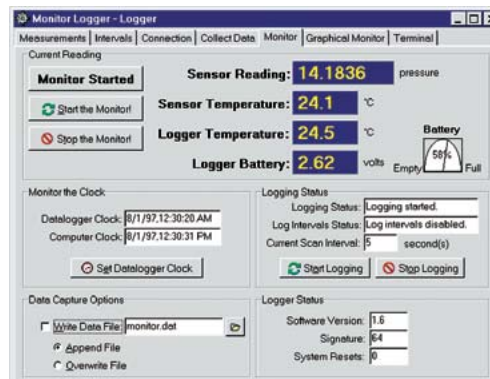 Monitor Logger - Logger
Measurements Intervals Connection Collect Data Monitor Graphical Monitor Terminal
Current Reading
Monitor Started
Start the Monitor!
Stop the Monitor!
Sensor Reading: 14.1836 pressure
Sensor Temperature: 24.1 °C
Logger Temperature: 24.5 °C
Logger Battery: 2.62 volts
Battery
58%
Empty Full
Monitor the Clock
Datalogger Clock: 8/1/97,12:30:20 AM
Computer Clock: 8/1/97,12:30:31 PM
Set Datalogger Clock
Logging Status
Logging Status: Logging started.
Log Intervals Status: Log intervals disabled.
Current Scan Interval: 5 second(s)
Start Logging Stop Logging
Data Capture Options
Write Data File: monitor.dat
Append File
Overwrite File
Logger Status
Software Version: 1.6
Signature: 64
System Resets: 0